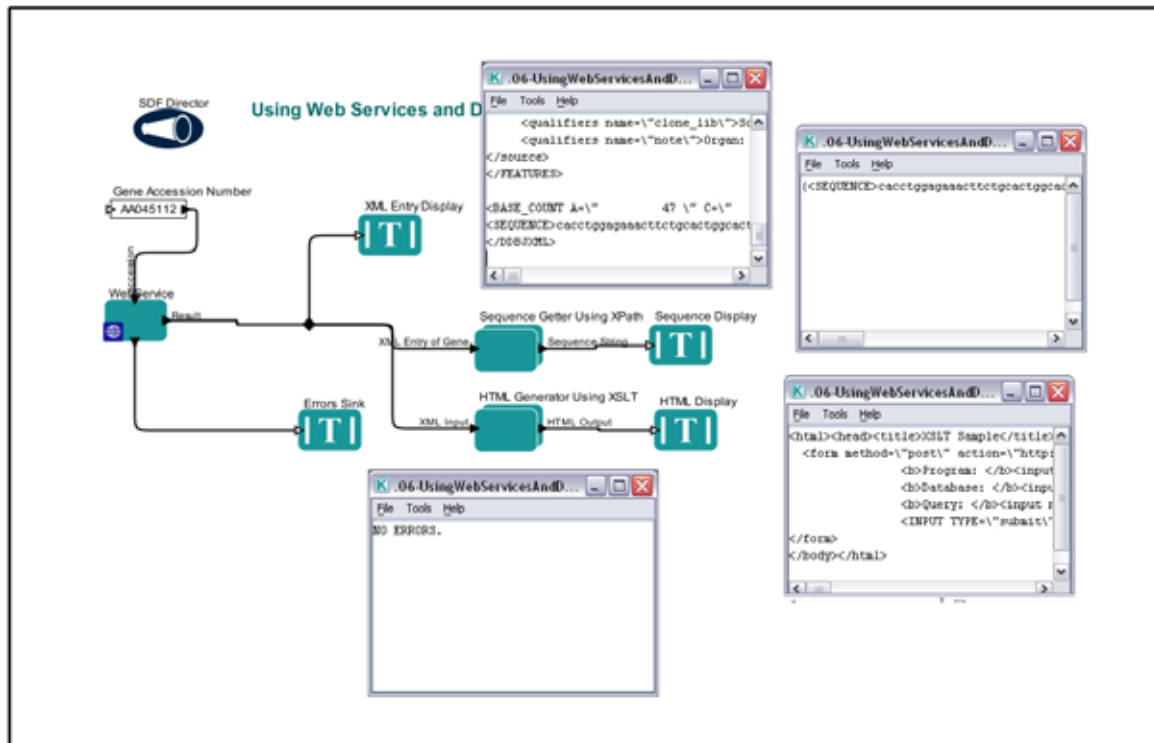 SDF Director
Using Web Services and D
Gene Accession Number
AA045112
XML Entry Display
Accession
Web Service
Result
XML Entry of Gene
Sequence Getter Using XPath
Sequence String
Sequence Display
Errors Sink
XML Input
HTML Generator Using XSLT
HTML Output
HTML Display
.06-UsingWebServicesAndD...
File Tools Help
<qualifiers name=\"clone_lib\">So
<qualifiers name=\"note\">Organ:
</source>
</FEATURES>
<BASE_COUNT A=\" 47 \" C=\"
<SEQUENCE>cacctggagaaacttctgcactggcact
</DDBJXML>
.06-UsingWebServicesAndD...
File Tools Help
(<SEQUENCE>cacctggagaaacttctgcactggcac
.06-UsingWebServicesAndD...
File Tools Help
<html><head><title>XSLT Sample</title>
<form method=\"post\" action=\"http:
<b>Program: </b><input
<b>Database: </b><inpu
<b>Query: </b><input n
<INPUT TYPE=\"submit\"
</form>
</body></html>
.06-UsingWebServicesAndD...
File Tools Help
NO ERRORS.